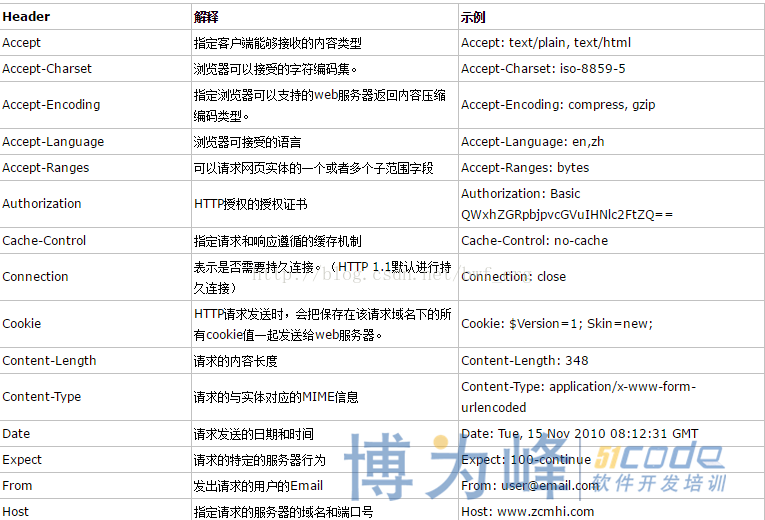 Header 解释 示例
Accept 指定客户端能够接收的内容类型 Accept: text/plain, text/html
Accept-Charset 浏览器可以接受的字符编码集。 Accept-Charset: iso-8859-5
Accept-Encoding 指定浏览器可以支持的web服务器返回内容压缩
编码类型。 Accept-Encoding: compress, gzip
Accept-Language 浏览器可接受的语言 Accept-Language: en,zh
Accept-Ranges 可以请求网页实体的一个或者多个子范围字段 Accept-Ranges: bytes
Authorization HTTP授权的授权证书 Authorization: Basic
QWxhZGRpbjpvcGVuIHNlc2FtZQ==
Cache-Control 指定请求和响应遵循的缓存机制 Cache-Control: no-cache
Connection 表示是否需要持久连接。（HTTP 1.1默认进行持
久连接） Connection: close
http://blog.csdn.net/
Cookie HTTP请求发送时，会把保存在该请求域名下的所
有cookie值一起发送给web服务器。 Cookie: $Version=1; Skin=new;
Content-Length 请求的内容长度 Content-Length: 348
Content-Type 请求的与实体对应的MIME信息 Content-Type: application/x-www-form-
urlencoded
Date 请求发送的日期和时间 Date: Tue, 15 Nov 2010 08:12:31 GMT
Expect 请求的特定的服务器行为 Expect: 100-continue
From 发出请求的用户的Email From: user@email.com
Host 指定请求的服务器的域名和端口号 Host: www.zcmhi.com
博为峰
51code
软件开发培训